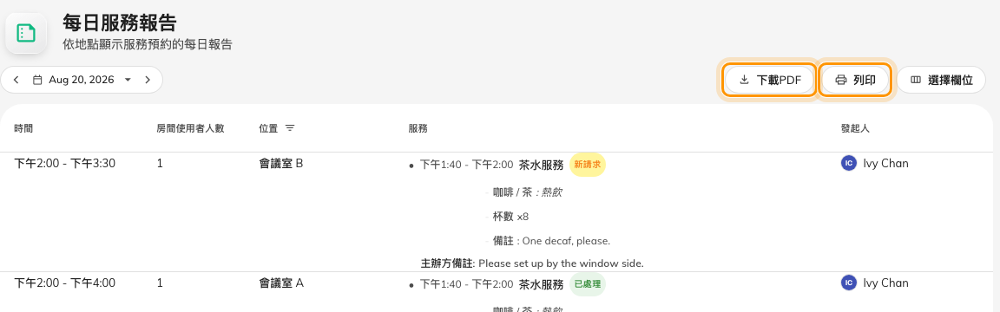 每日服務報告
依地點顯示服務預約的每日報告
Aug 20, 2026
下載PDF
列印
選擇欄位
時間 房間使用者人數 位置 服務 發起人
下午2:00 - 下午3:30 1 會議室 B • 下午1:40 - 下午2:00 茶水服務 新請求 IC Ivy Chan
咖啡 / 茶 : 熱飲
杯數 x8
備註 : One decaf, please.
主辦方備註: Please set up by the window side.
下午2:00 - 下午4:00 1 會議室 A • 下午1:40 - 下午2:00 茶水服務 已處理 IC Ivy Chan
咖啡 / 茶 : 熱飲